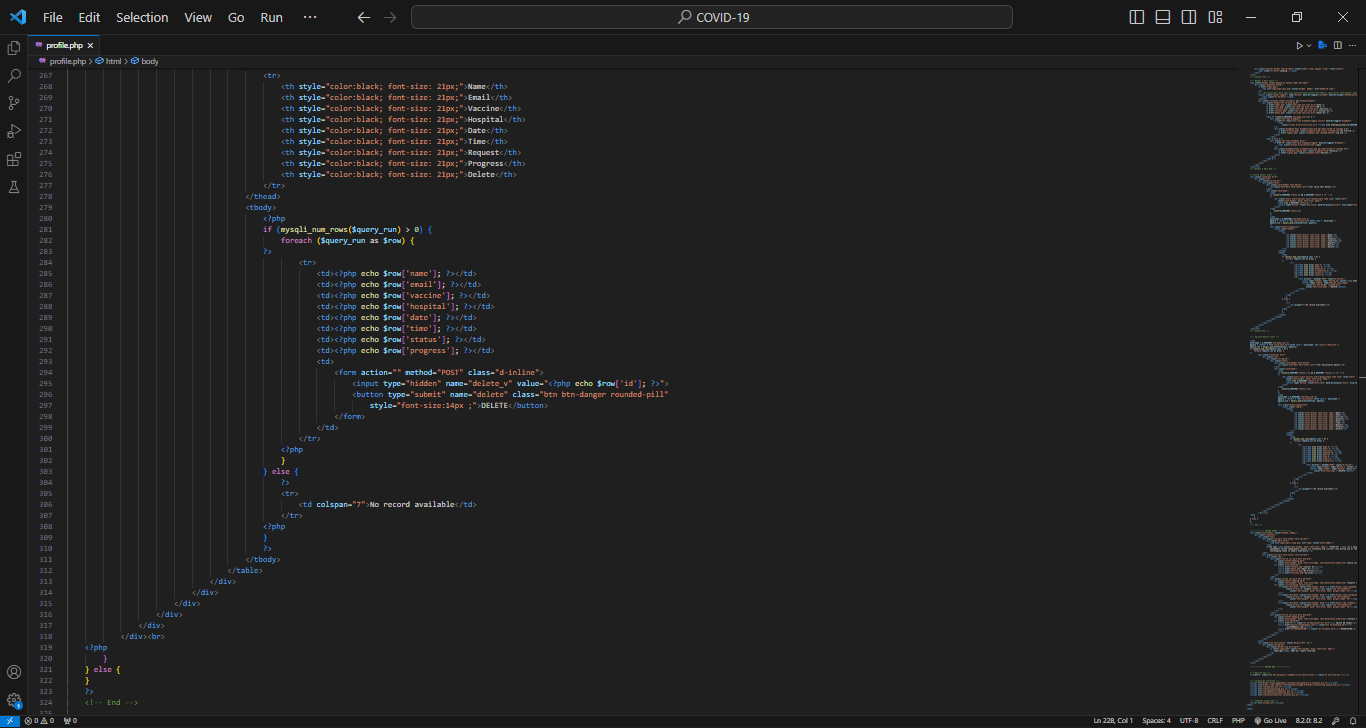 File Edit Selection View Go Run ···
COVID-19
profile.php
profile.php > html > body
267 <tr>
268 <th style="color:black; font-size: 21px;">Name</th>
269 <th style="color:black; font-size: 21px;">Email</th>
270 <th style="color:black; font-size: 21px;">Vaccine</th>
271 <th style="color:black; font-size: 21px;">Hospital</th>
272 <th style="color:black; font-size: 21px;">Date</th>
273 <th style="color:black; font-size: 21px;">Time</th>
274 <th style="color:black; font-size: 21px;">Request</th>
275 <th style="color:black; font-size: 21px;">Progress</th>
276 <th style="color:black; font-size: 21px;">Delete</th>
277 </tr>
278 </thead>
279 <tbody>
280 <?php
281 if (mysqli_num_rows($query_run) > 0) {
282 foreach ($query_run as $row) {
283 ?>
284 <tr>
285 <td><?php echo $row['name']; ?></td>
286 <td><?php echo $row['email']; ?></td>
287 <td><?php echo $row['vaccine']; ?></td>
288 <td><?php echo $row['hospital']; ?></td>
289 <td><?php echo $row['date']; ?></td>
290 <td><?php echo $row['time']; ?></td>
291 <td><?php echo $row['status']; ?></td>
292 <td><?php echo $row['progress']; ?></td>
293 <td>
294 <form action="" method="POST" class="d-inline">
295 <input type="hidden" name="delete_v" value="<?php echo $row['id']; ?>">
296 <button type="submit" name="delete" class="btn btn-danger rounded-pill"
297 style="font-size:14px ;">DELETE</button>
298 </form>
299 </td>
300 </tr>
301 <?php
302 }
303 } else {
304 ?>
305 <tr>
306 <td colspan="7">No record available</td>
307 </tr>
308 <?php
309 }
310 ?>
311 </tbody>
312 </table>
313 </div>
314 </div>
315 </div>
316 </div>
317 </div>
318 </div><br>
319 <?php
320 }
321 } else {
322 }
323 ?>
324 <!-- End -->
325
0 0 0 Ln 228, Col 1 Spaces: 4 UTF-8 CRLF PHP Go Live 8.2.0: 8.2